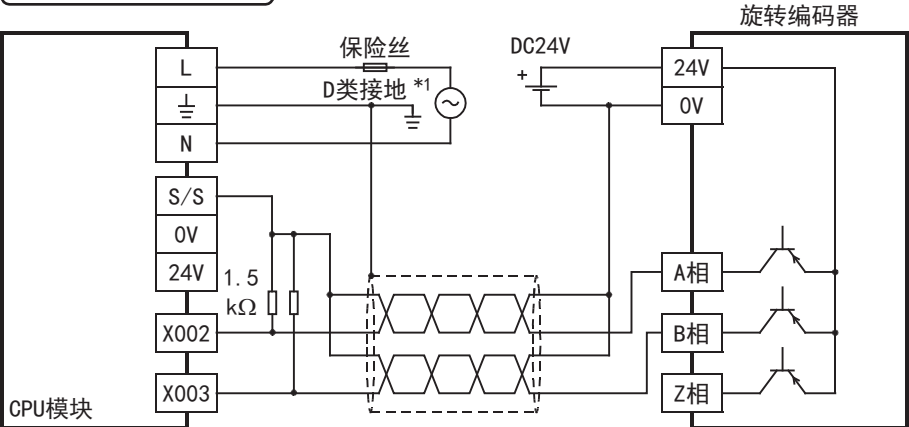 旋转编码器
保险丝
DC24V
L
24V
D类接地 *1
+
0V
N
S/S
0V
24V
1.5
kΩ
A相
X002
B相
X003
Z相
CPU模块